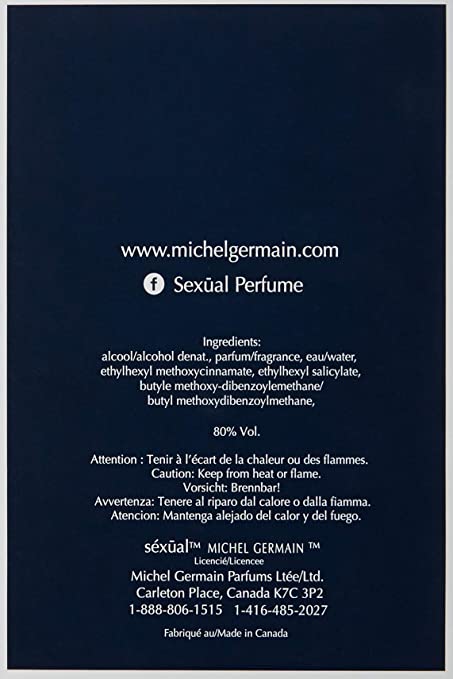 www.michelgermain.com
f Sexūal Perfume
Ingredients:
alcool/alcohol denat., parfum/fragrance, eau/water,
ethylhexyl methoxycinnamate, ethylhexyl salicylate,
butyle methoxy-dibenzoylemethane/
butyl methoxydibenzoylmethane,
80% Vol.
Attention : Tenir à l'écart de la chaleur ou des flammes.
Caution: Keep from heat or flame.
Vorsicht: Brennbar!
Avvertenza: Tenere al riparo dal calore o dalla fiamma.
Atencion: Mantenga alejado del calor y del fuego.
séxūal™ MICHEL GERMAIN ™
Licencié/Licencee
Michel Germain Parfums Ltée/Ltd.
Carleton Place, Canada K7C 3P2
1-888-806-1515 1-416-485-2027
Fabriqué au/Made in Canada